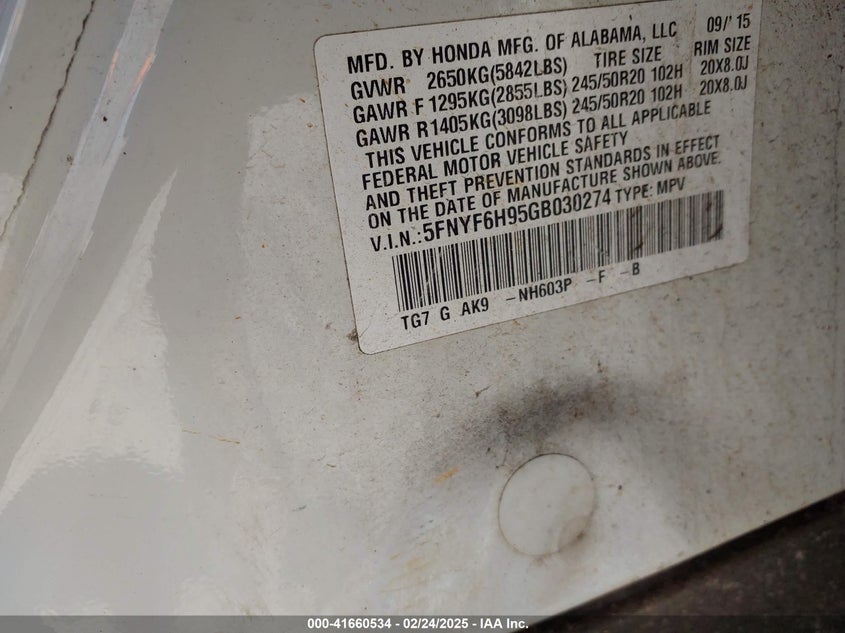 MFD. BY HONDA MFG. OF ALABAMA, LLC 09/'15
GVWR 2650KG(5842LBS) TIRE SIZE RIM SIZE
GAWR F 1295KG(2855LBS) 245/50R20 102H 20X8.0J
GAWR R 1405KG(3098LBS) 245/50R20 102H 20X8.0J
THIS VEHICLE CONFORMS TO ALL APPLICABLE
FEDERAL MOTOR VEHICLE SAFETY
AND THEFT PREVENTION STANDARDS IN EFFECT
ON THE DATE OF MANUFACTURE SHOWN ABOVE.
V.I.N.:5FNYF6H95GB030274 TYPE: MPV
TG7 G AK9 -NH603P -F -B
000-41660534 - 02/24/2025 - IAA Inc.